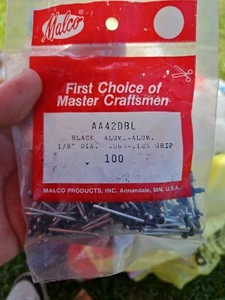 Malco
First Choice of
Master Craftsmen
AA42DBL
BLACK ALUM.-ALUM.
1/8" DIA. .063-.125 GRIP
100
MALCO PRODUCTS, INC. Annandale, MN, U.S.A.